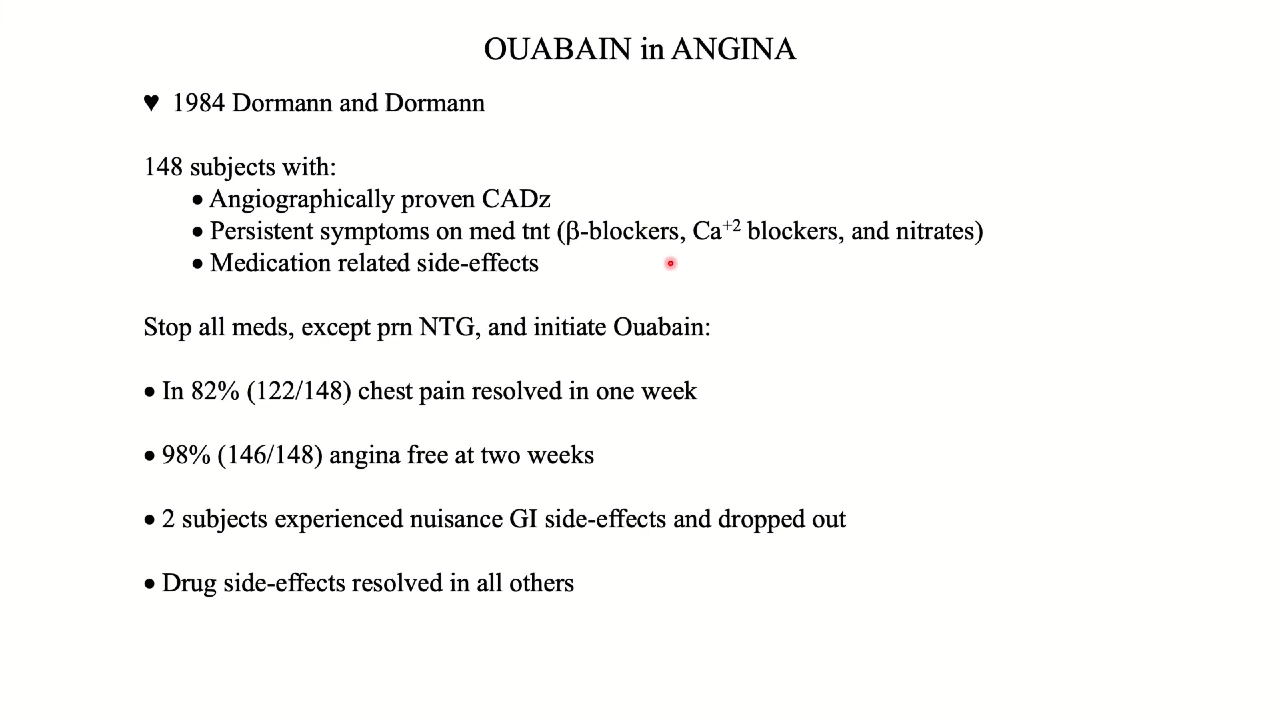 OUABAIN in ANGINA
♥ 1984 Dormann and Dormann
148 subjects with:
• Angiographically proven CADz
• Persistent symptoms on med tnt (β-blockers, Ca⁺² blockers, and nitrates)
• Medication related side-effects
Stop all meds, except prn NTG, and initiate Ouabain:
• In 82% (122/148) chest pain resolved in one week
• 98% (146/148) angina free at two weeks
• 2 subjects experienced nuisance GI side-effects and dropped out
• Drug side-effects resolved in all others